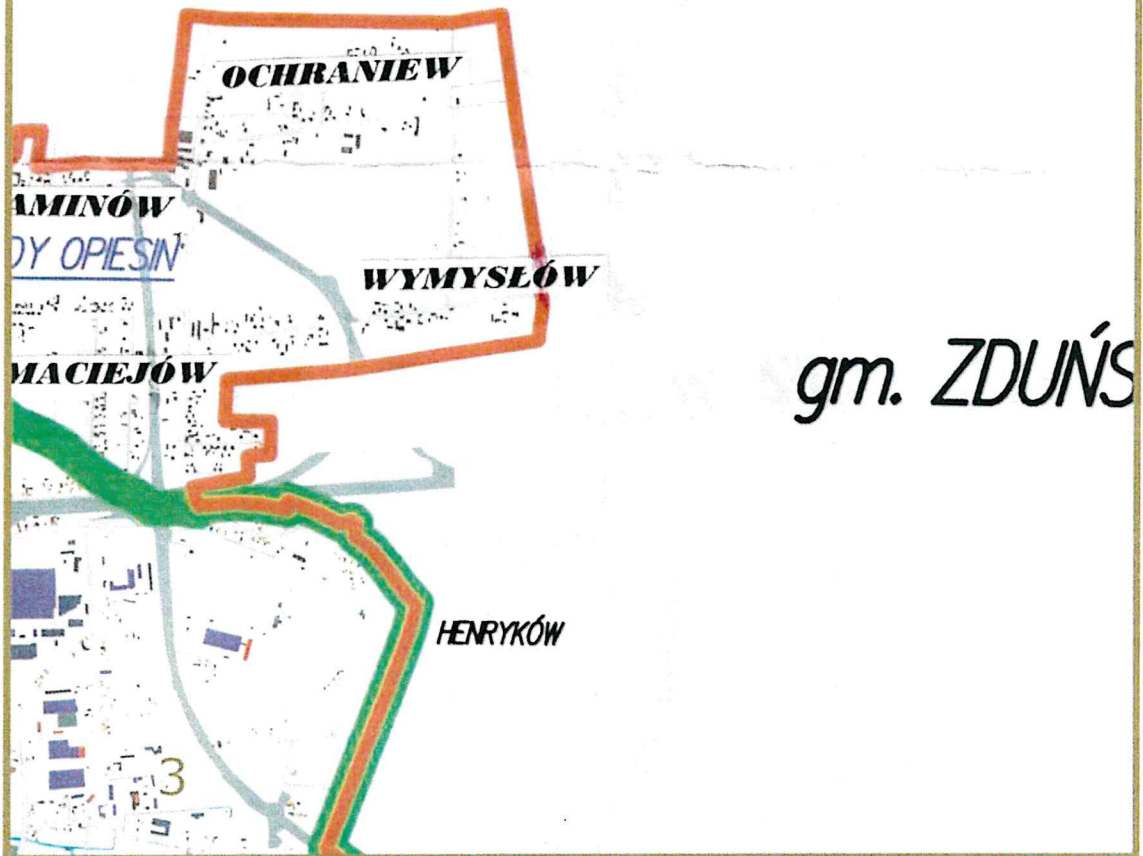 OCHRANIEW
AMINÓW
DY OPIESIN
WYMYSŁÓW
MACIEJÓW
gm. ZDUŃS
HENRYKÓW
3